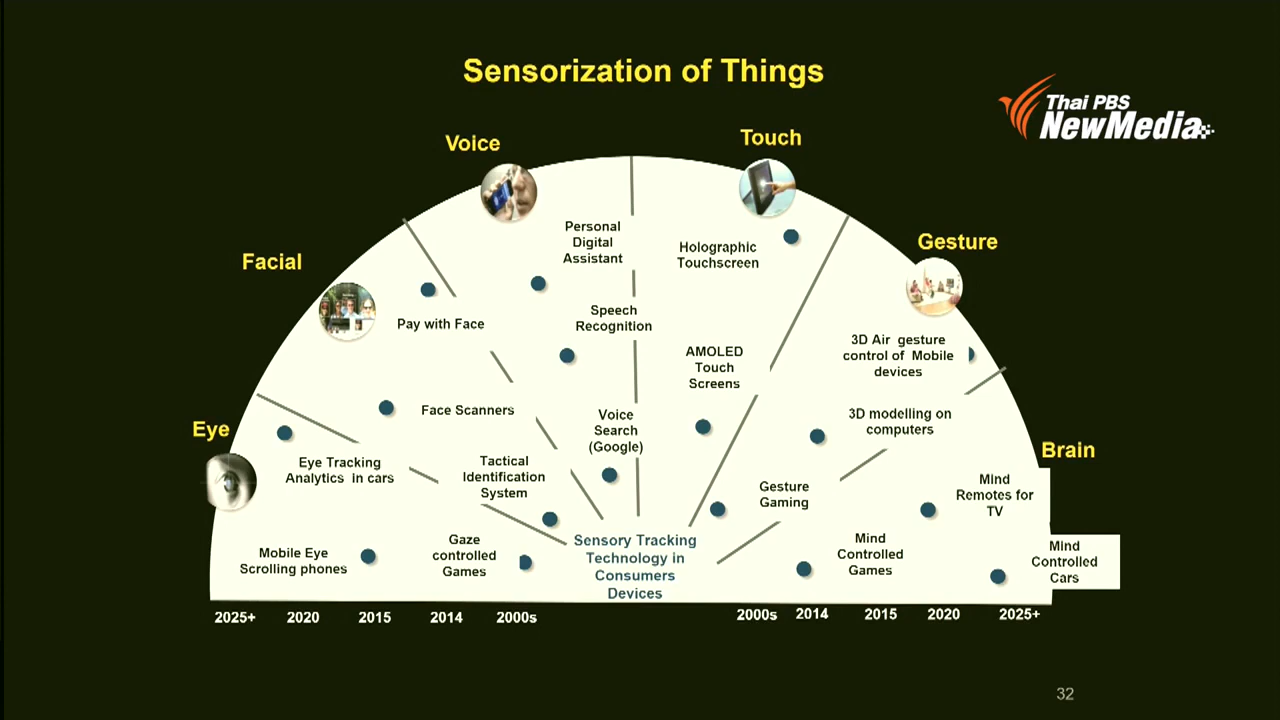 Sensorization of Things
Thai PBS
NewMedia
Voice
Touch
Facial
Gesture
Eye
Brain
Personal
Digital
Assistant
Speech
Recognition
Voice
Search
(Google)
Holographic
Touchscreen
AMOLED
Touch
Screens
Pay with Face
Face Scanners
Tactical
Identification
System
3D Air gesture
control of Mobile
devices
3D modelling on
computers
Gesture
Gaming
Eye Tracking
Analytics in cars
Mobile Eye
Scrolling phones
Gaze
controlled
Games
Mind
Remotes for
TV
Mind
Controlled
Games
Mind
Controlled
Cars
Sensory Tracking
Technology in
Consumers
Devices
2025+ 2020 2015 2014 2000s
2000s 2014 2015 2020 2025+
32